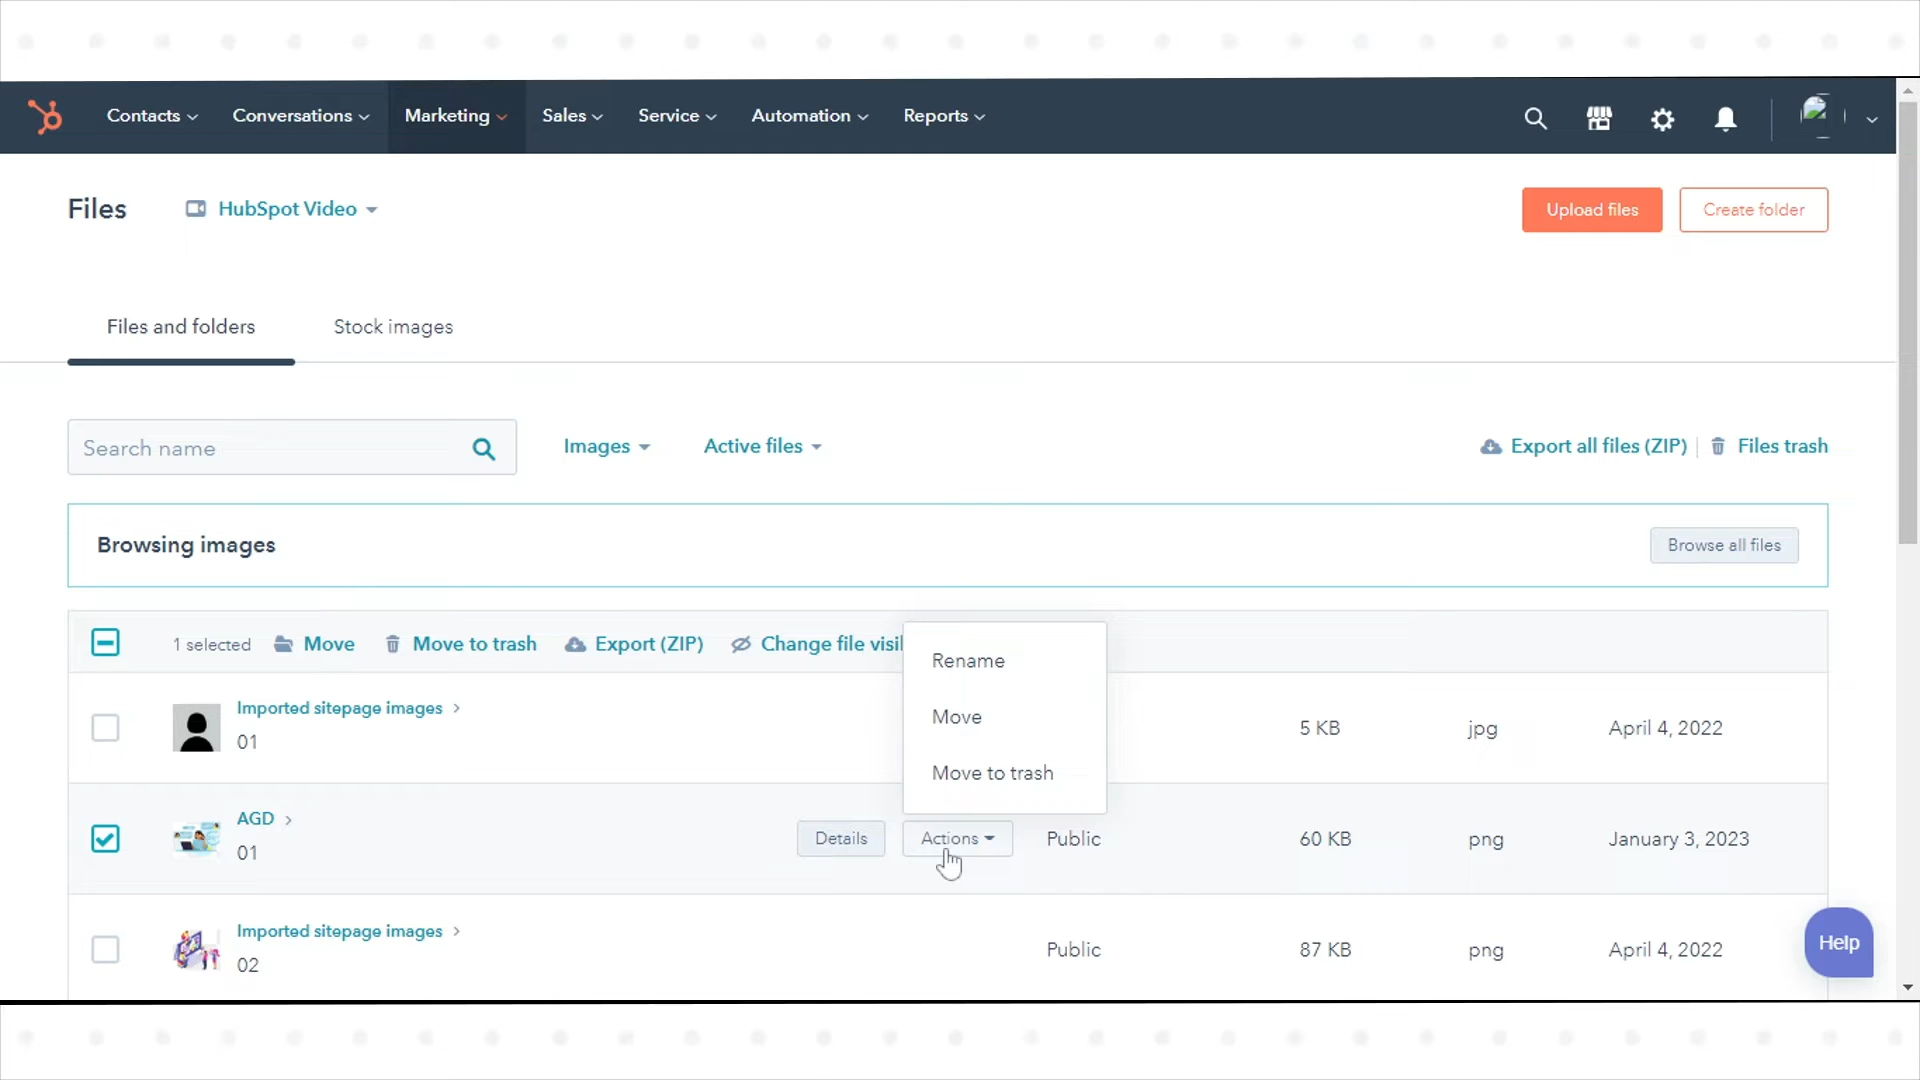 Contacts Conversations Marketing Sales Service Automation Reports
Files HubSpot Video Upload files Create folder
Files and folders Stock images
Search name Images Active files Export all files (ZIP) Files trash
Browsing images Browse all files
1 selected Move Move to trash Export (ZIP) Change file visi
Rename
Move
Move to trash
Imported sitepage images
01
5 KB jpg April 4, 2022
AGD
01
Details Actions Public 60 KB png January 3, 2023
Imported sitepage images
02
Public 87 KB png April 4, 2022
Help